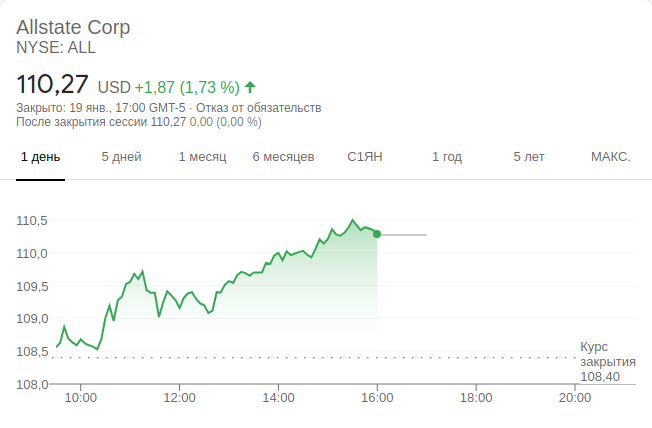 Allstate Corp
NYSE: ALL
110,27 USD +1,87 (1,73 %)
Закрыто: 19 янв., 17:00 GMT-5 · Отказ от обязательств
После закрытия сессии 110,27 0,00 (0,00 %)
1 день 5 дней 1 месяц 6 месяцев С1ЯН 1 год 5 лет МАКС.
110,5
110,0
109,5
109,0
108,5
108,0
Курс
закрытия
108,40
10:00 12:00 14:00 16:00 18:00 20:00